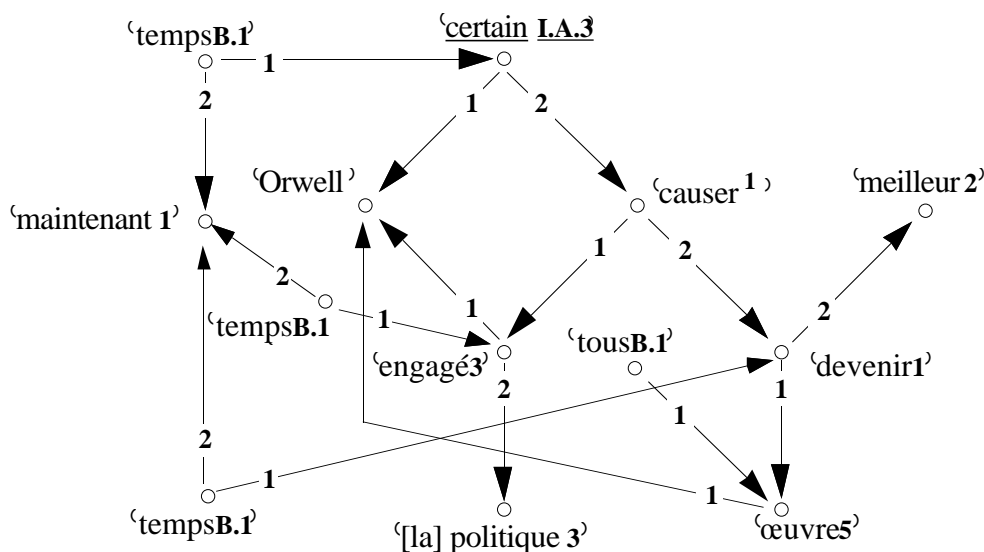 ‘tempsB.1’
‘certain I.A.3’
1
2
1
2
‘Orwell’
‘causer 1’
‘meilleur 2’
‘maintenant 1’
2
1
1
2
2
‘tempsB.1
1
‘engagé3’
‘tousB.1’
‘devenir1’
2
2
1
1
1
1
‘tempsB.1’
‘[la] politique 3’
‘œuvre5’